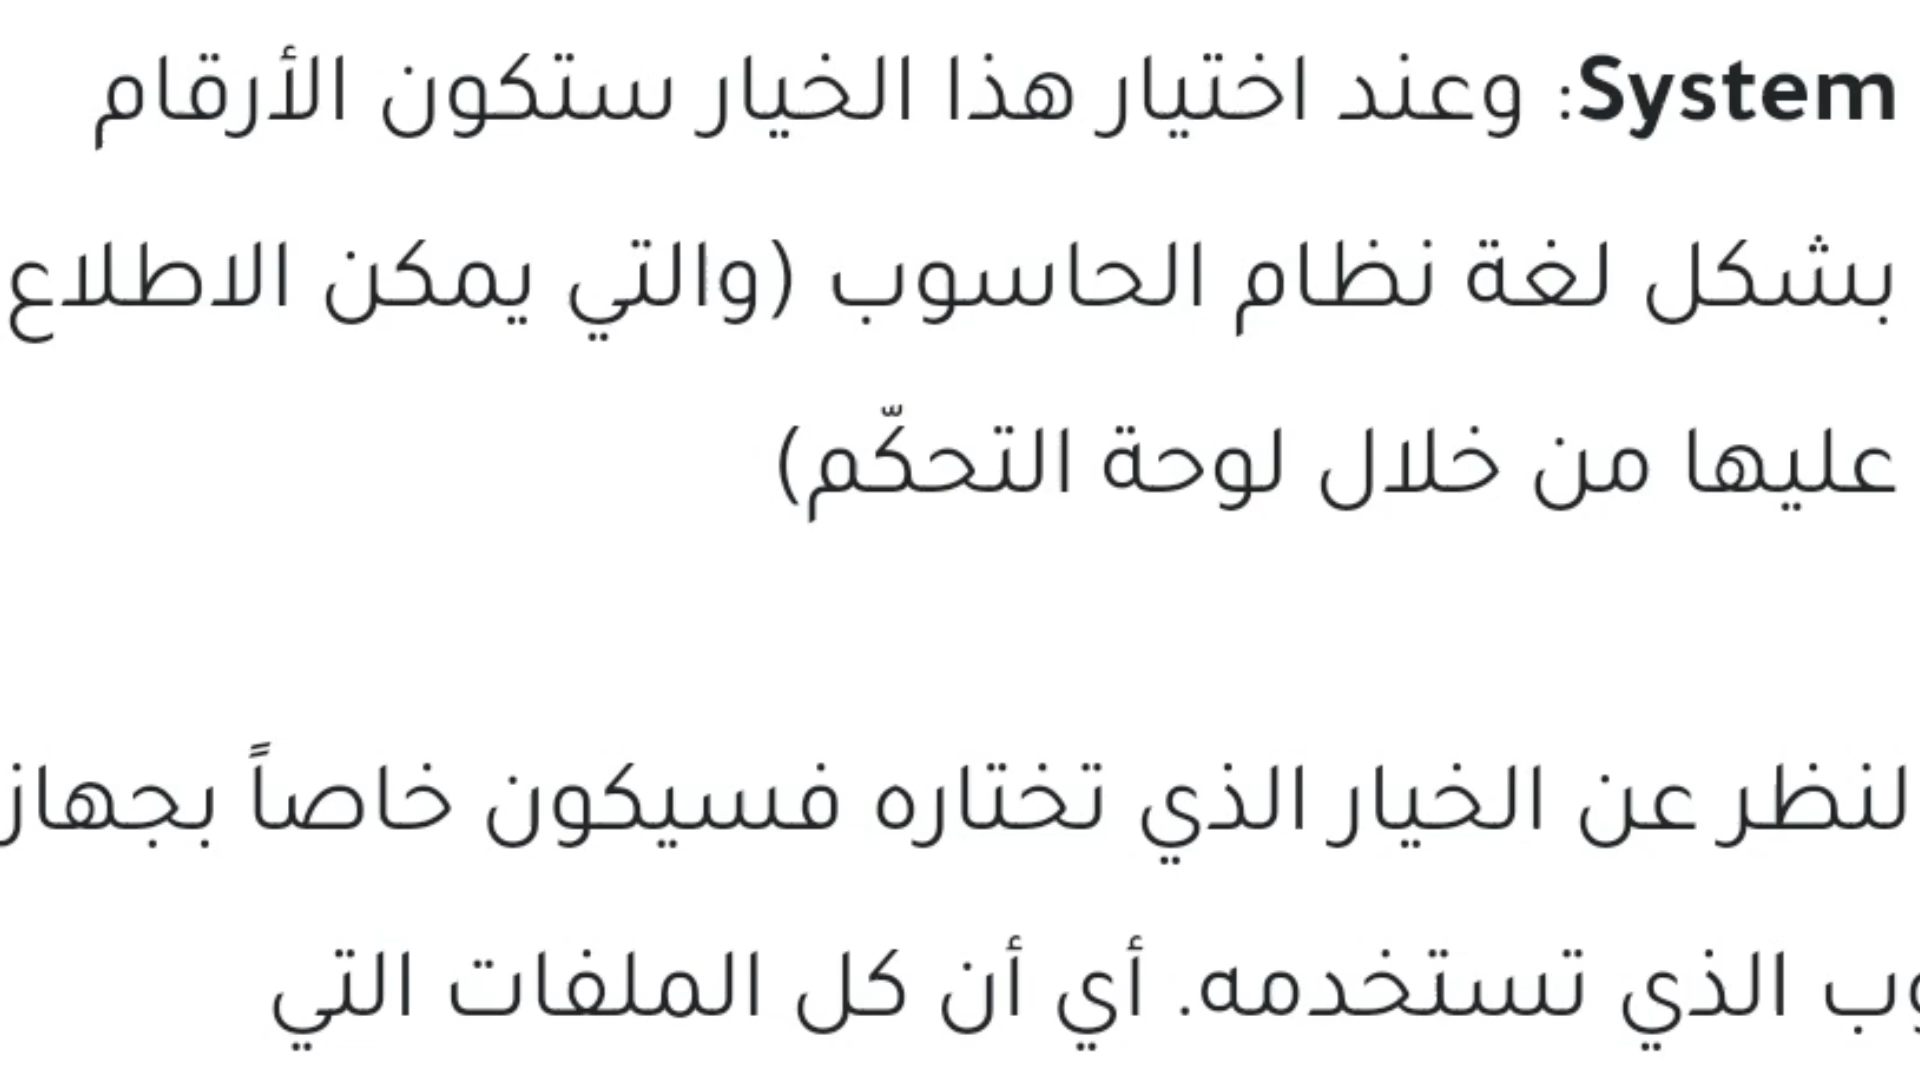 System: وعند اختيار هذا الخيار ستكون الأرقام
بشكل لغة نظام الحاسوب (والتي يمكن الاطلاع
عليها من خلال لوحة التحكّم)
لنظر عن الخيار الذي تختاره فسيكون خاصاً بجهاز
وب الذي تستخدمه. أي أن كل الملفات التي